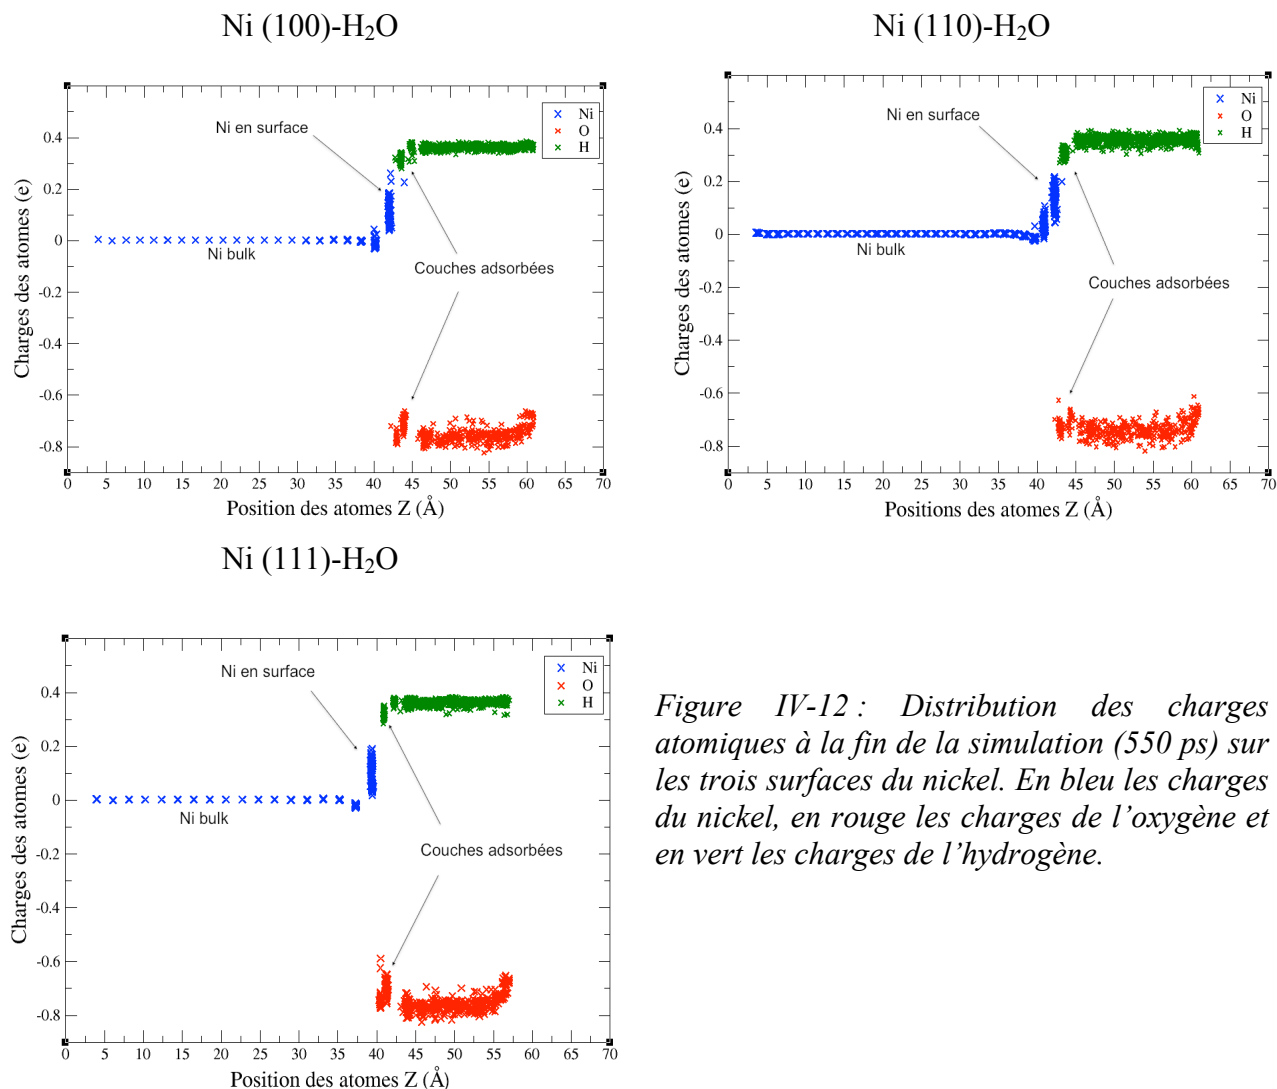 Ni (100)-H₂O
Ni (110)-H₂O
Ni en surface
Ni
O
H
0.4
0.2
0
-0.2
-0.4
-0.6
-0.8
Charges des atomes (e)
Ni bulk
Couches adsorbées
0 5 10 15 20 25 30 35 40 45 50 55 60 65 70
Position des atomes Z (Å)
Ni en surface
Ni
O
H
0.4
0.2
0
-0.2
-0.4
-0.6
-0.8
Charges des atomes (e)
Ni bulk
Couches adsorbées
0 5 10 15 20 25 30 35 40 45 50 55 60 65 70
Positions des atomes Z (Å)
Ni (111)-H₂O
Ni en surface
Ni
O
H
0.4
0.2
0
-0.2
-0.4
-0.6
-0.8
Charges des atomes (e)
Ni bulk
Couches adsorbées
0 5 10 15 20 25 30 35 40 45 50 55 60 65 70
Position des atomes Z (Å)
Figure IV-12 : Distribution des charges
atomiques à la fin de la simulation (550 ps) sur
les trois surfaces du nickel. En bleu les charges
du nickel, en rouge les charges de l’oxygène et
en vert les charges de l’hydrogène.